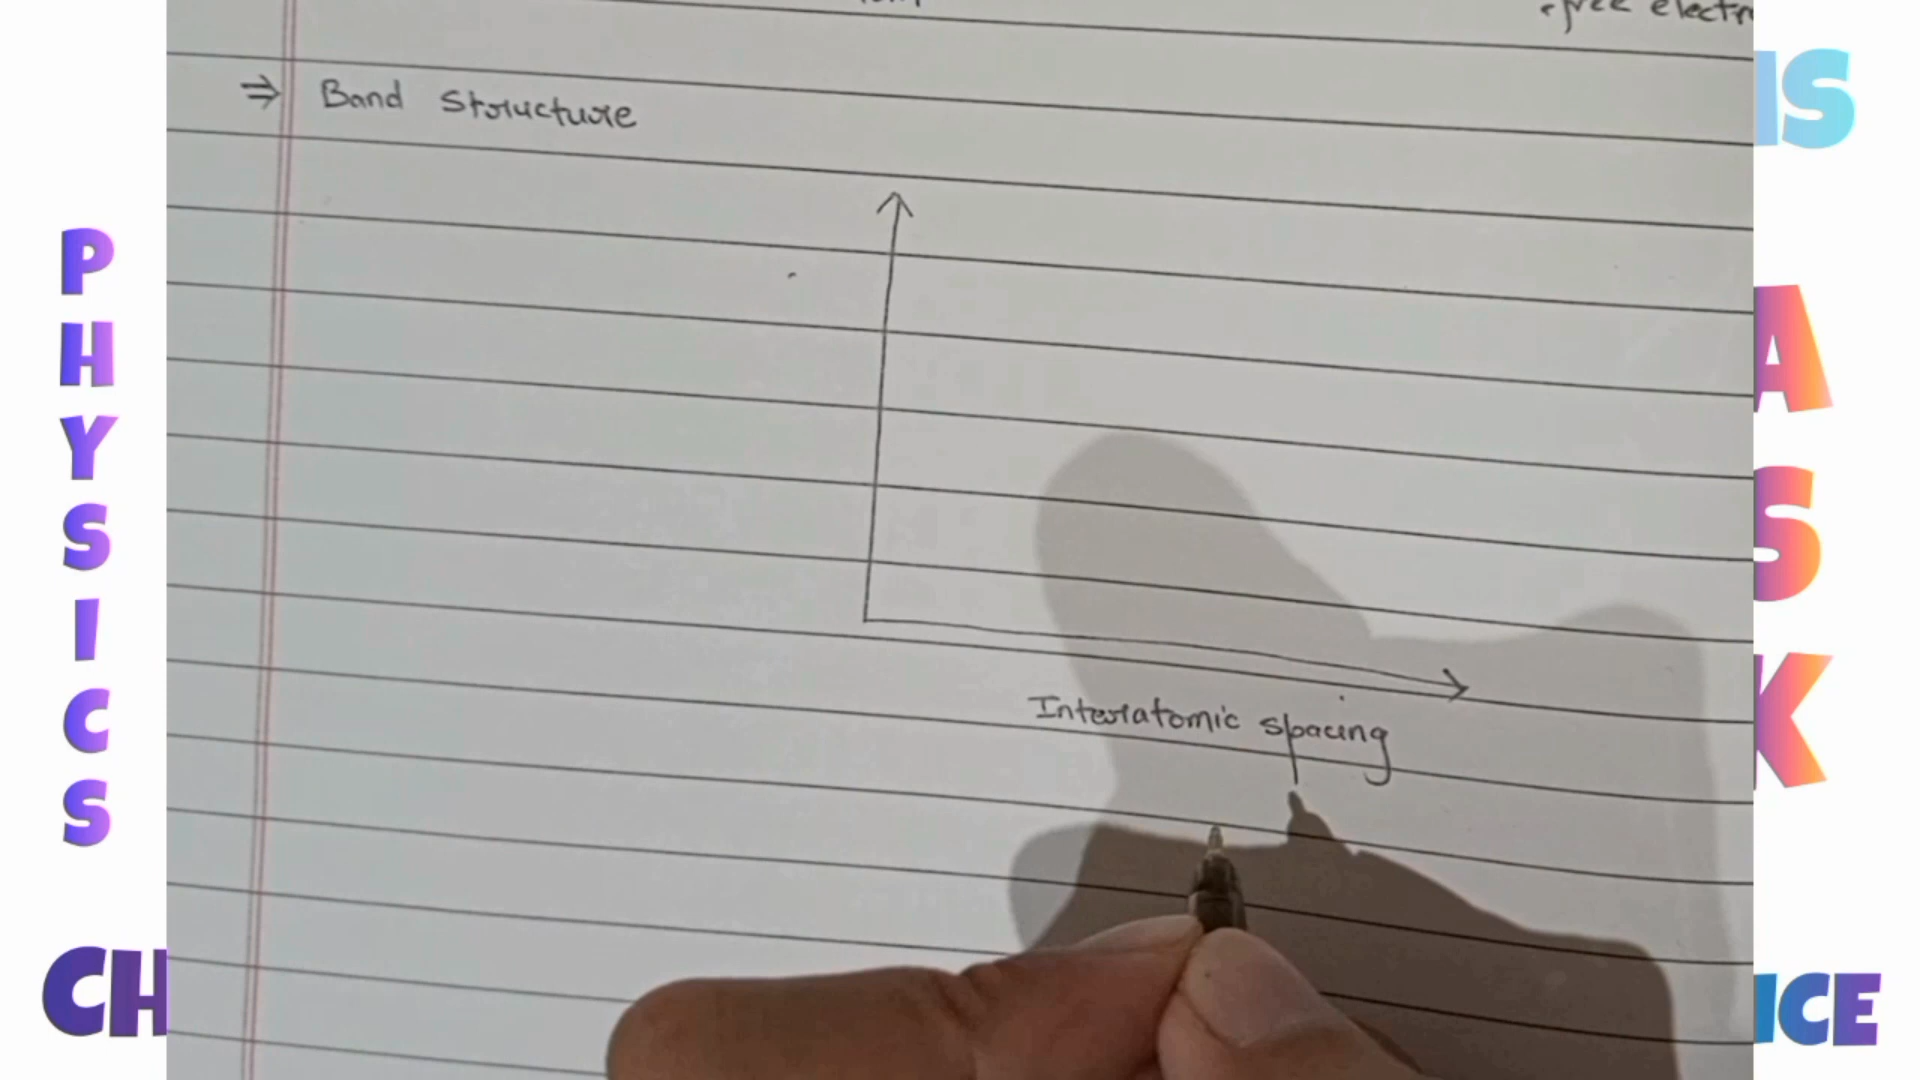 free electr
⇒ Band structure
Interatomic spacing
PHYSICS
CH
IS
ASK
ICE